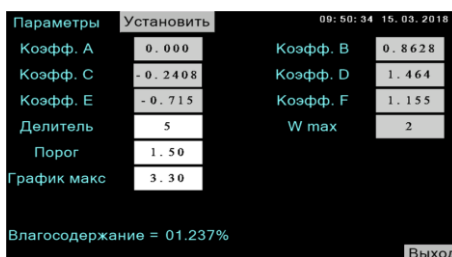 Параметры Установить 09:50:34 15.03.2018
Коэфф. A 0.000 Коэфф. B 0.8628
Коэфф. C -0.2408 Коэфф. D 1.464
Коэфф. E -0.715 Коэфф. F 1.155
Делитель 5 W max 2
Порог 1.50
График макс 3.30
Влагосодержание = 01.237%
Выход